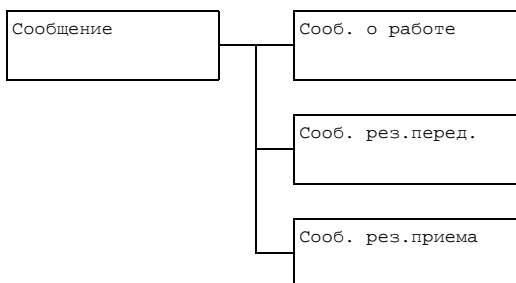 Сообщение
Сооб. о работе
Сооб. рез.перед.
Сооб. рез.приема